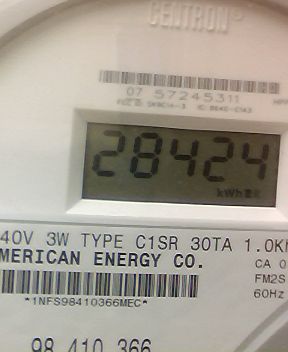 CENTRON®
07 57245311
28424
kWh
40V 3W TYPE C1SR 30TA 1.0K
MERICAN ENERGY CO.
CA 0
FM2S
60Hz
*1NFS98410366MEC*
98 410 366